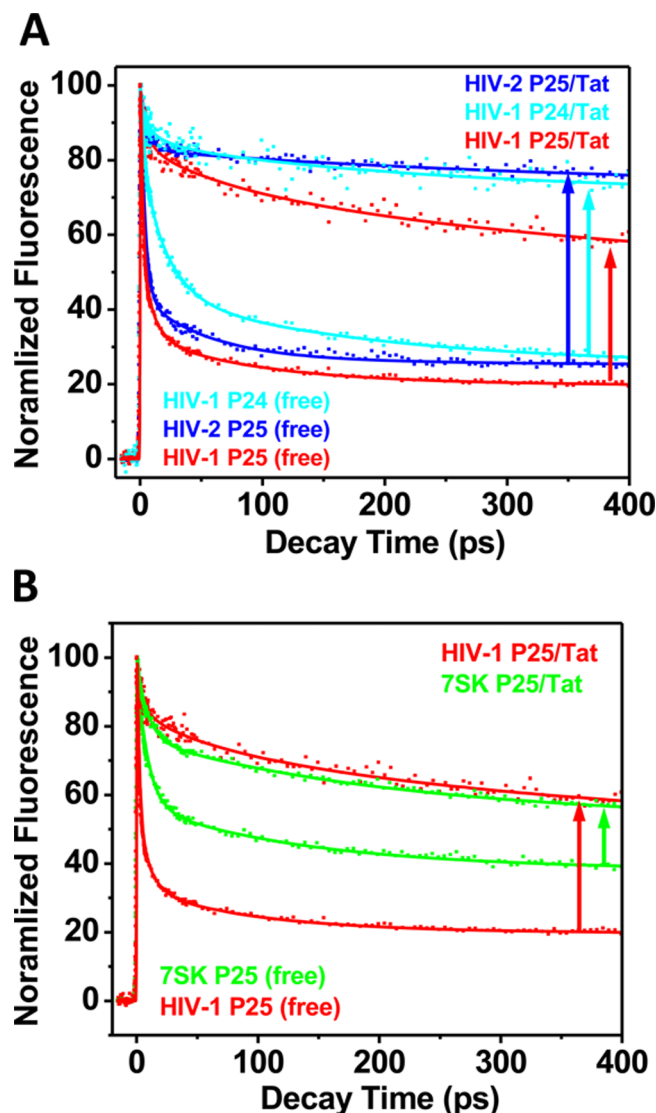 A
Noramlized Fluorescence
100
80
60
40
20
0
HIV-2 P25/Tat
HIV-1 P24/Tat
HIV-1 P25/Tat
HIV-1 P24 (free)
HIV-2 P25 (free)
HIV-1 P25 (free)
0 100 200 300 400
Decay Time (ps)
B
Noramlized Fluorescence
100
80
60
40
20
0
HIV-1 P25/Tat
7SK P25/Tat
7SK P25 (free)
HIV-1 P25 (free)
0 100 200 300 400
Decay Time (ps)